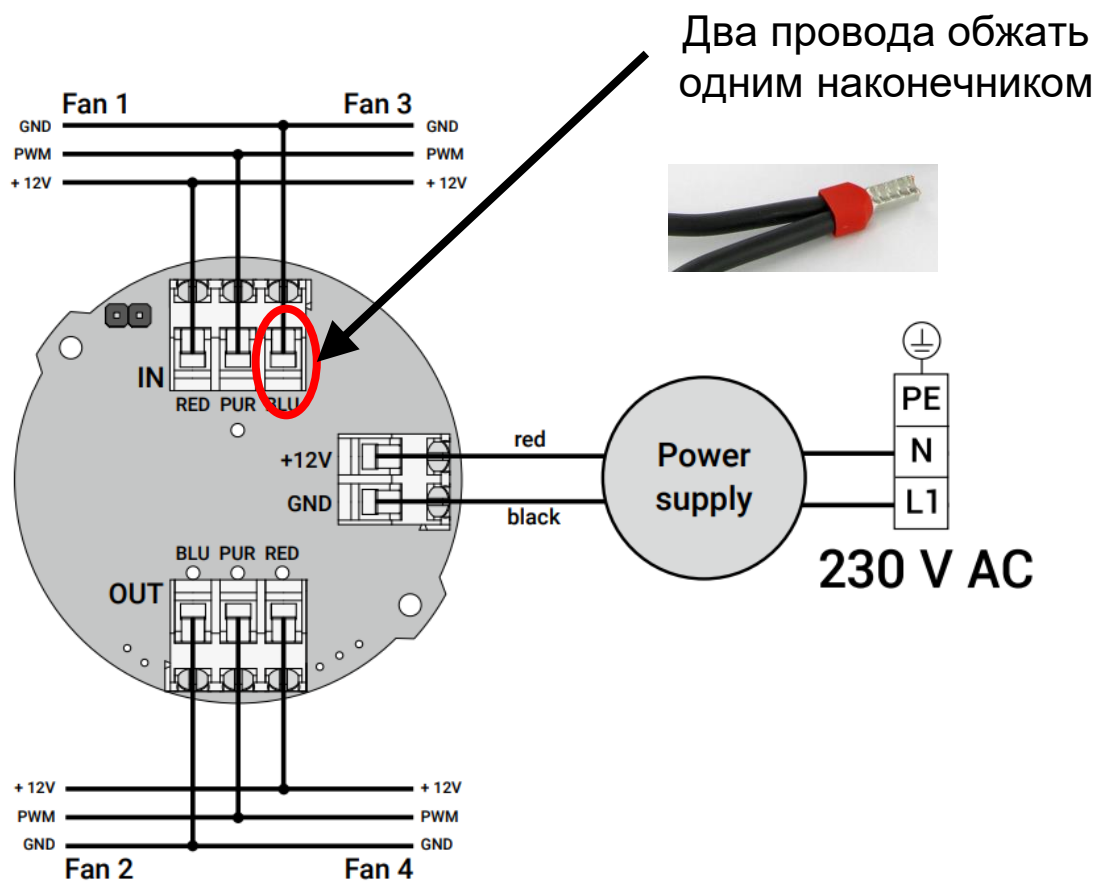 Два провода обжать
одним наконечником
Fan 1
Fan 3
GND
GND
PWM
PWM
+ 12V
+ 12V
IN
RED PUR BLU
+12V
red
GND
black
Power
supply
PE
N
L1
230 V AC
BLU PUR RED
OUT
+ 12V
+ 12V
PWM
PWM
GND
GND
Fan 2
Fan 4